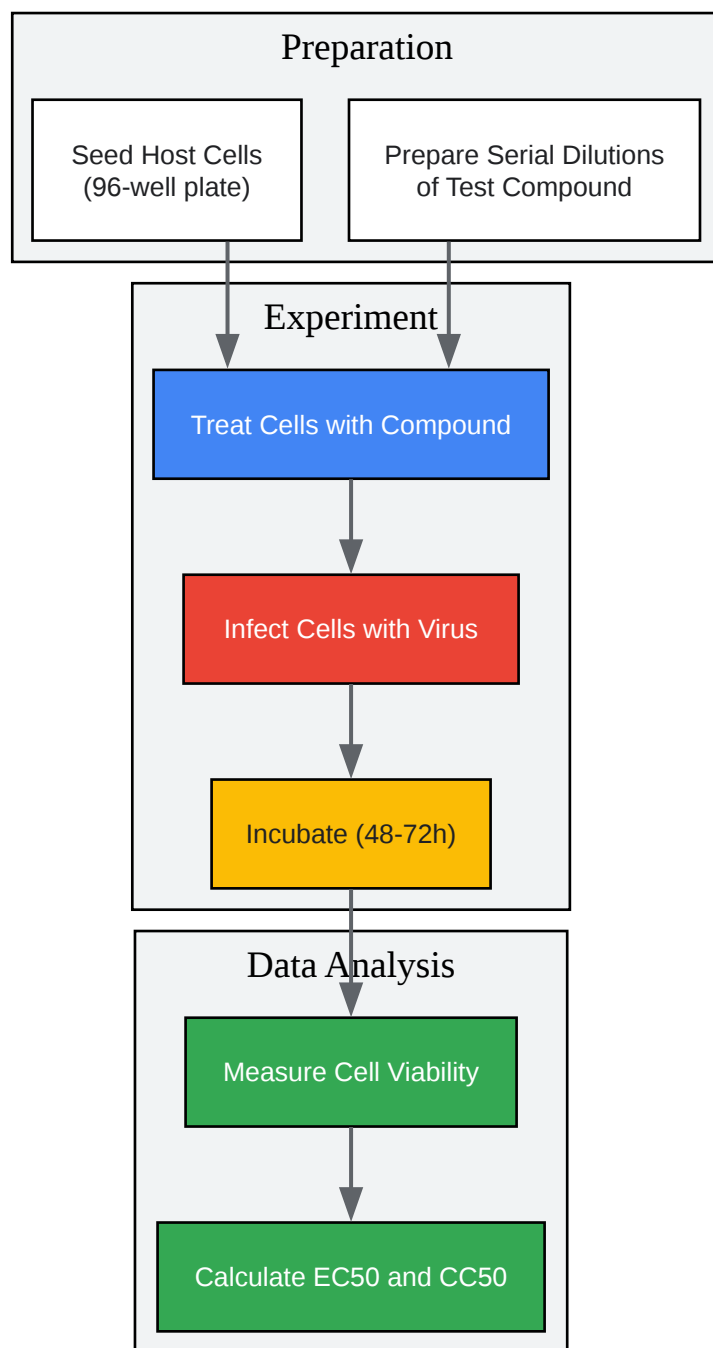 Preparation
Seed Host Cells
(96-well plate)
Prepare Serial Dilutions
of Test Compound
Experiment
Treat Cells with Compound
Infect Cells with Virus
Incubate (48-72h)
Data Analysis
Measure Cell Viability
Calculate EC50 and CC50